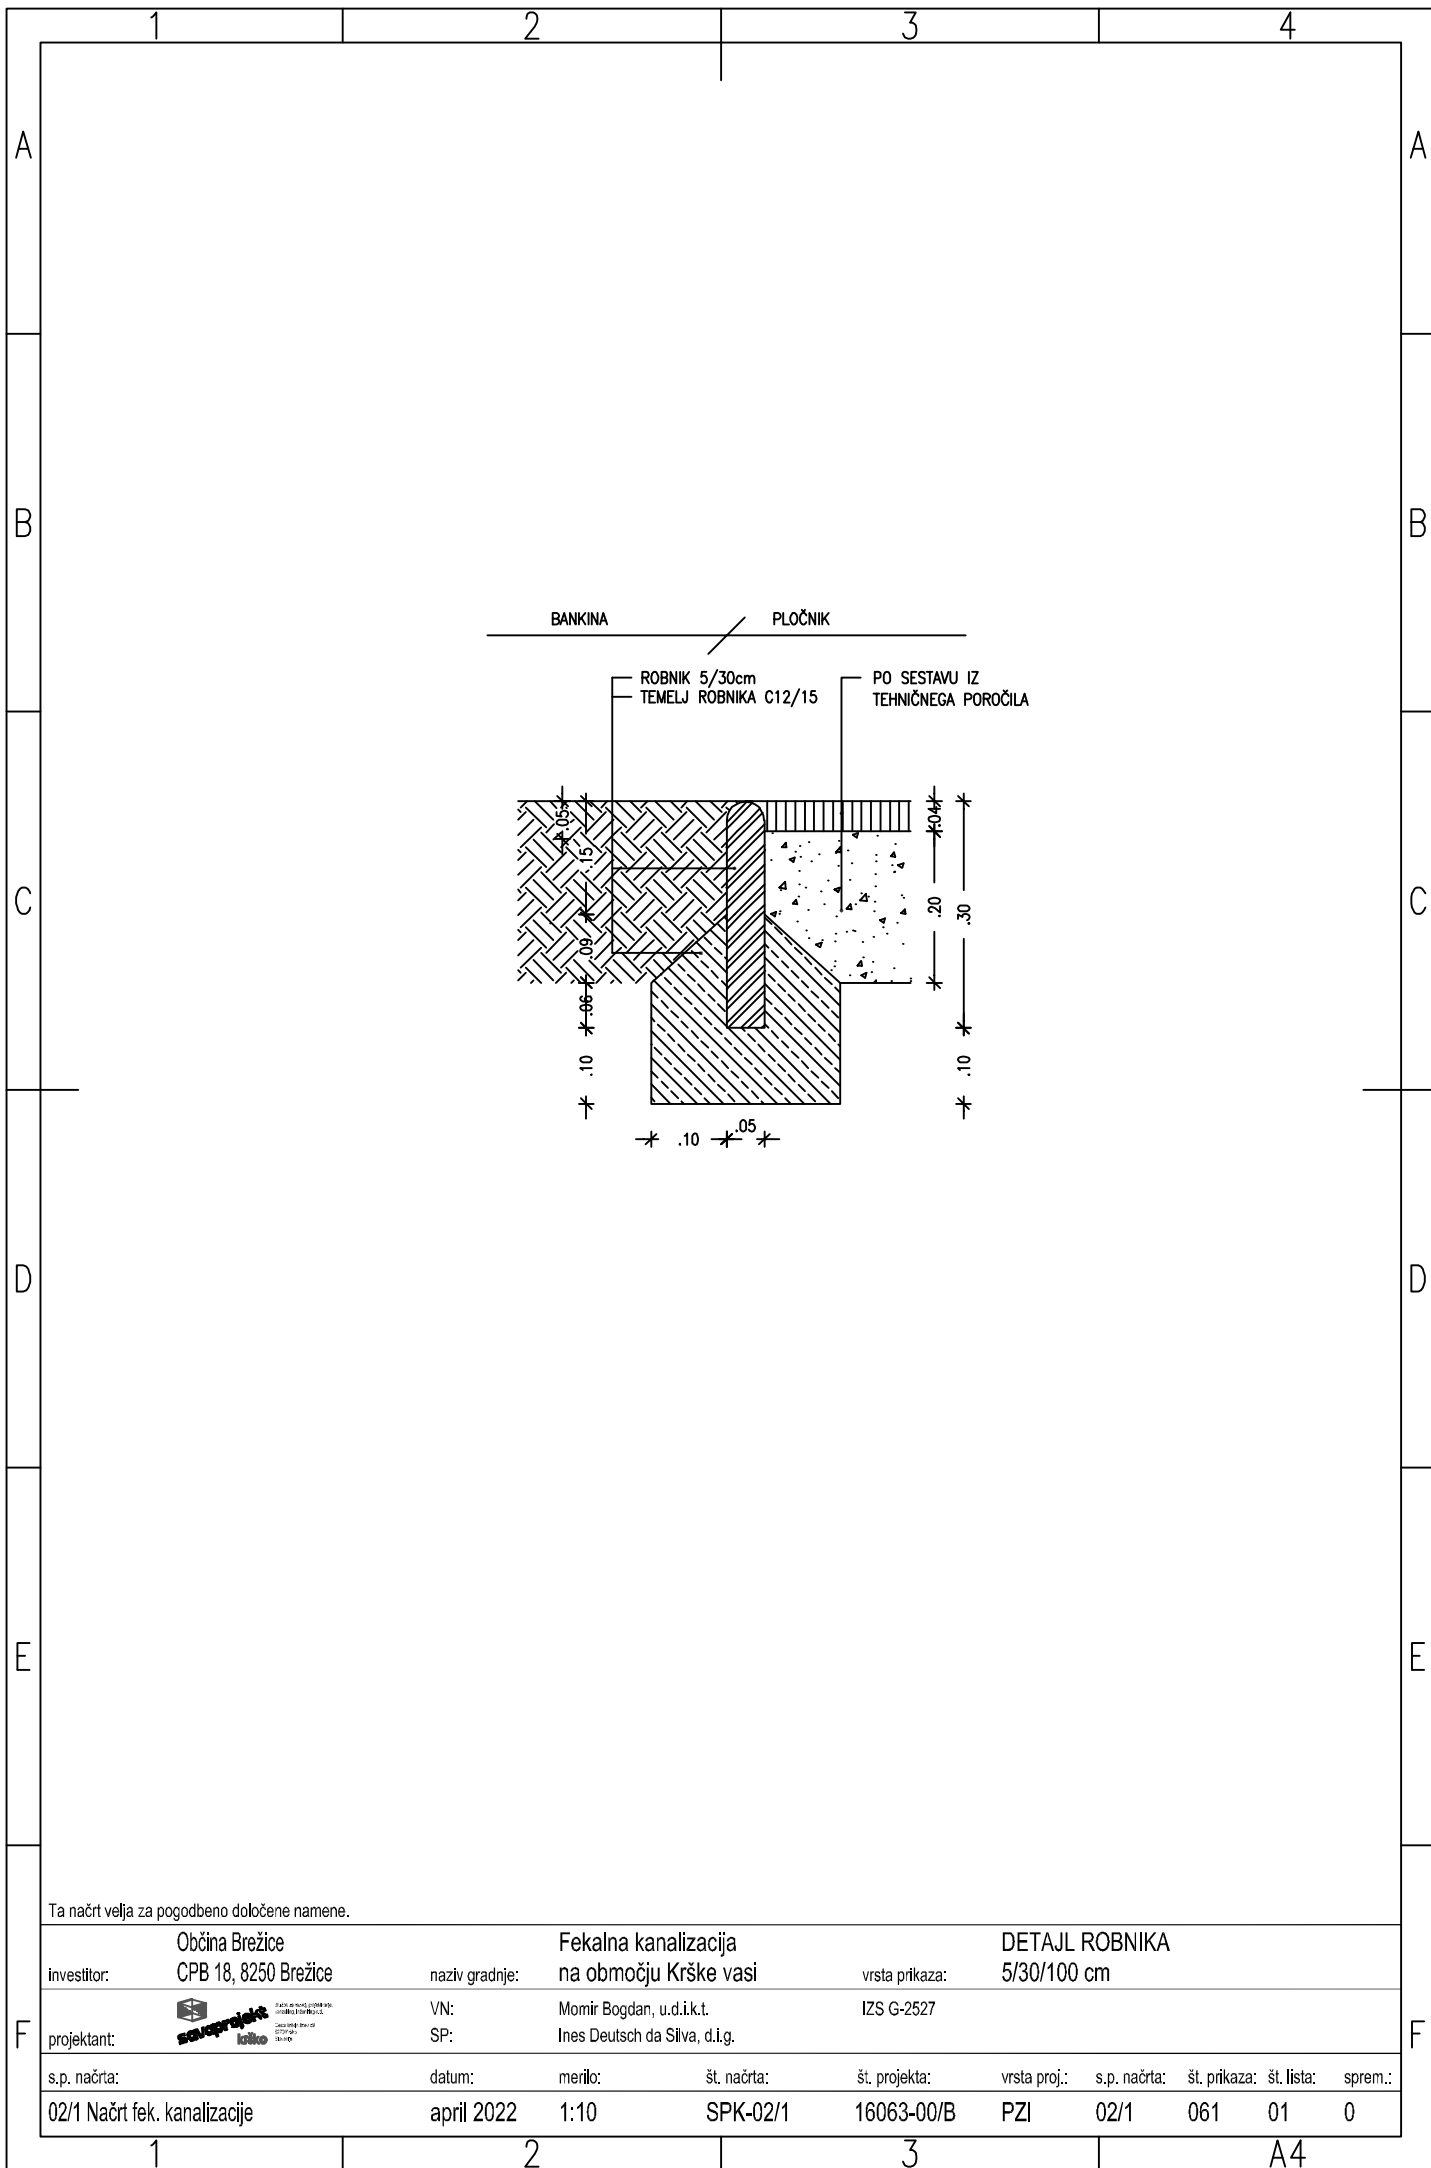 1 2 3 4
A A
B B
BANKINA PLOČNIK
ROBNIK 5/30cm
TEMELJ ROBNIKA C12/15
PO SESTAVU IZ
TEHNIČNEGA POROČILA
.05
.15
.09
.06
.10
.04
.20
.30
.10
.10
.05
C C
D D
E E
F F
Ta načrt velja za pogodbeno določene namene.
investitor:
Občina Brežice
CPB 18, 8250 Brežice
naziv gradnje:
Fekalna kanalizacija
na območju Krške vasi
vrsta prikaza:
DETAJL ROBNIKA
5/30/100 cm
projektant:
savaprojekt
krško
VN: Momir Bogdan, u.d.i.k.t. IZS G-2527
SP: Ines Deutsch da Silva, d.i.g.
s.p. načrta: datum: merilo: št. načrta: št. projekta: vrsta proj.: s.p. načrta: št. prikaza: št. lista: sprem.:
02/1 Načrt fek. kanalizacije april 2022 1:10 SPK-02/1 16063-00/B PZI 02/1 061 01 0
1 2 3 A4